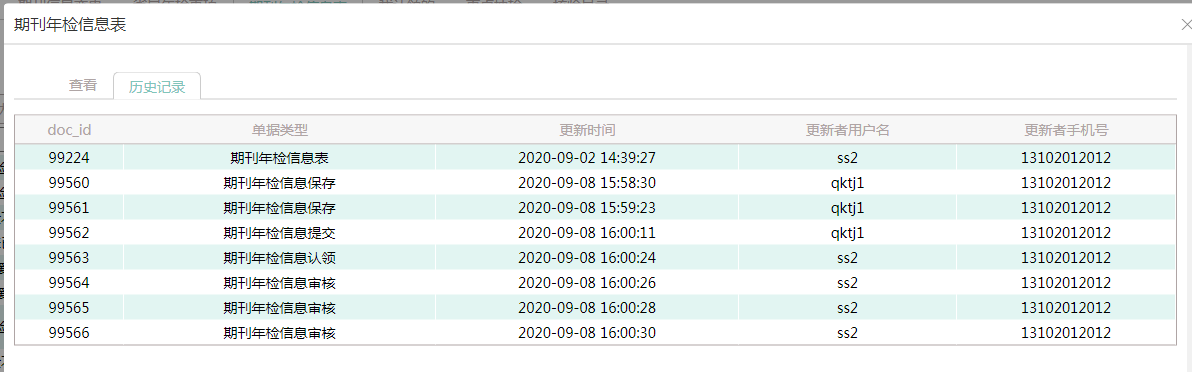 期刊年检信息表
查看 历史记录
doc_id 单据类型 更新时间 更新者用户名 更新者手机号
99224 期刊年检信息表 2020-09-02 14:39:27 ss2 13102012012
99560 期刊年检信息保存 2020-09-08 15:58:30 qktj1 13102012012
99561 期刊年检信息保存 2020-09-08 15:59:23 qktj1 13102012012
99562 期刊年检信息提交 2020-09-08 16:00:11 qktj1 13102012012
99563 期刊年检信息认领 2020-09-08 16:00:24 ss2 13102012012
99564 期刊年检信息审核 2020-09-08 16:00:26 ss2 13102012012
99565 期刊年检信息审核 2020-09-08 16:00:28 ss2 13102012012
99566 期刊年检信息审核 2020-09-08 16:00:30 ss2 13102012012